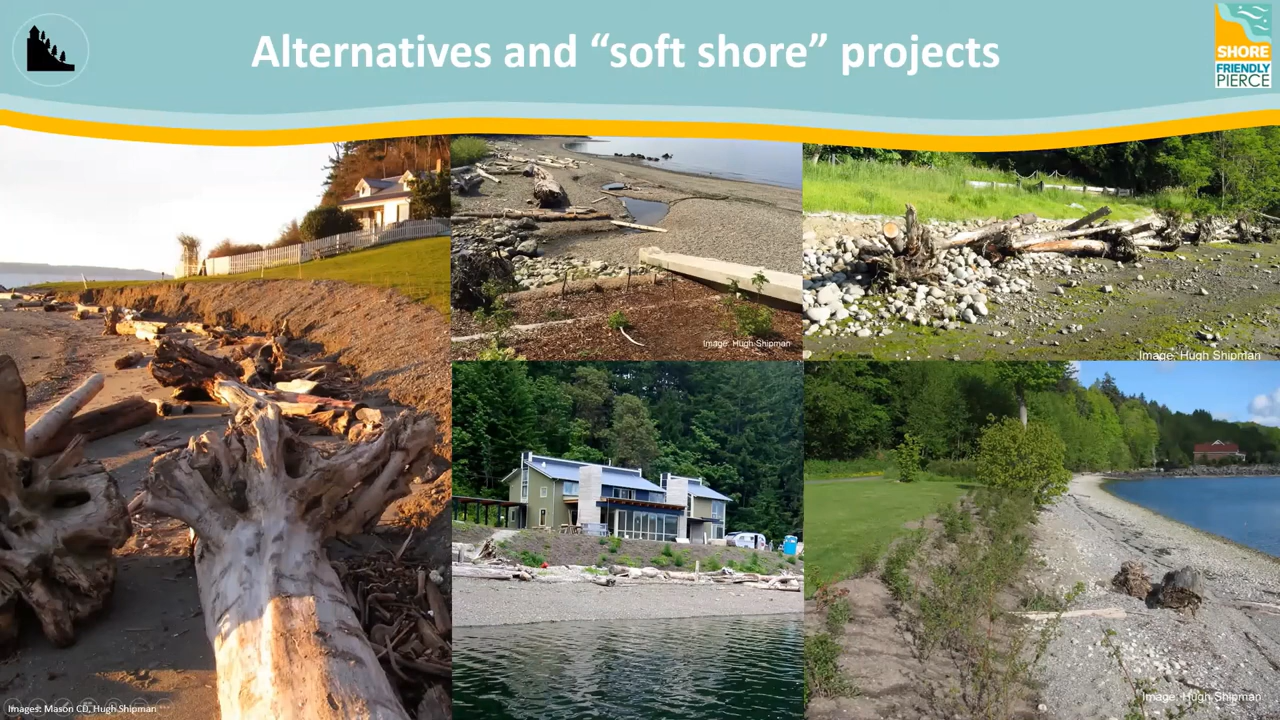 Alternatives and “soft shore” projects
SHORE
FRIENDLY
PIERCE
Image: Hugh Shipman
Image: Hugh Shipman
Image: Hugh Shipman
Images: Mason CD, Hugh Shipman